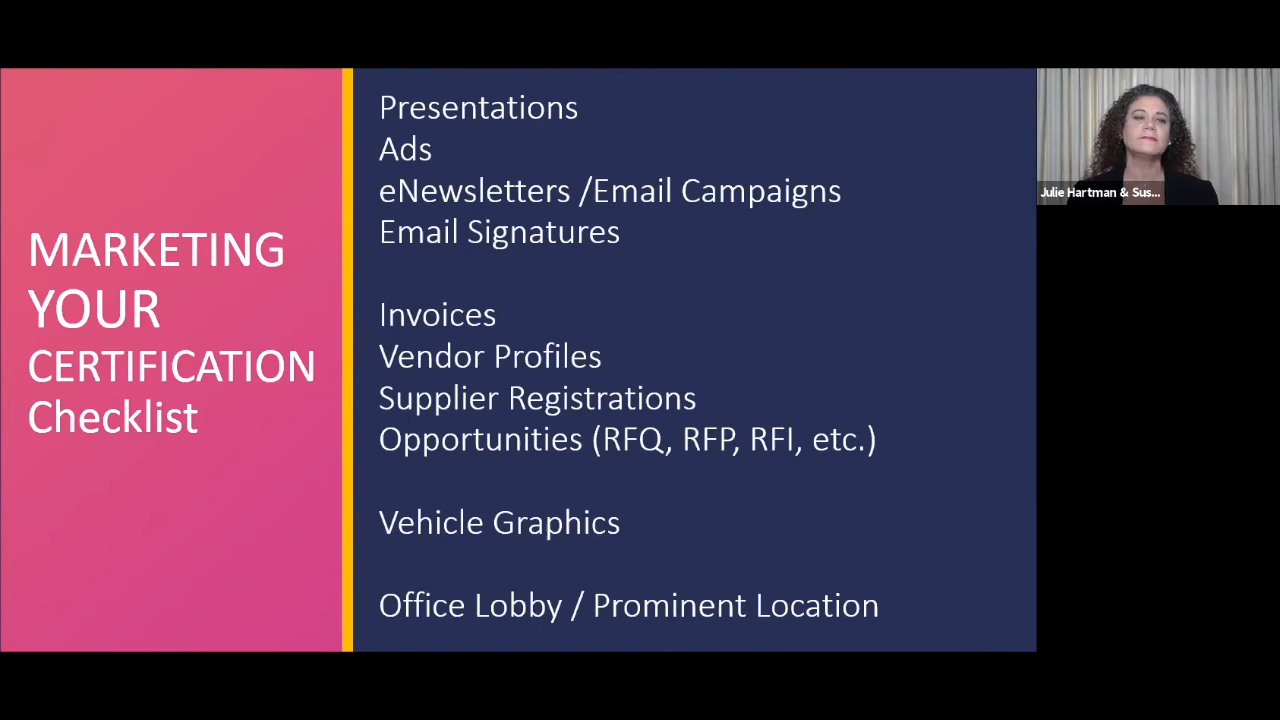 MARKETING
YOUR
CERTIFICATION
Checklist
Presentations
Ads
eNewsletters /Email Campaigns
Email Signatures
Invoices
Vendor Profiles
Supplier Registrations
Opportunities (RFQ, RFP, RFI, etc.)
Vehicle Graphics
Office Lobby / Prominent Location
Julie Hartman & Sus...